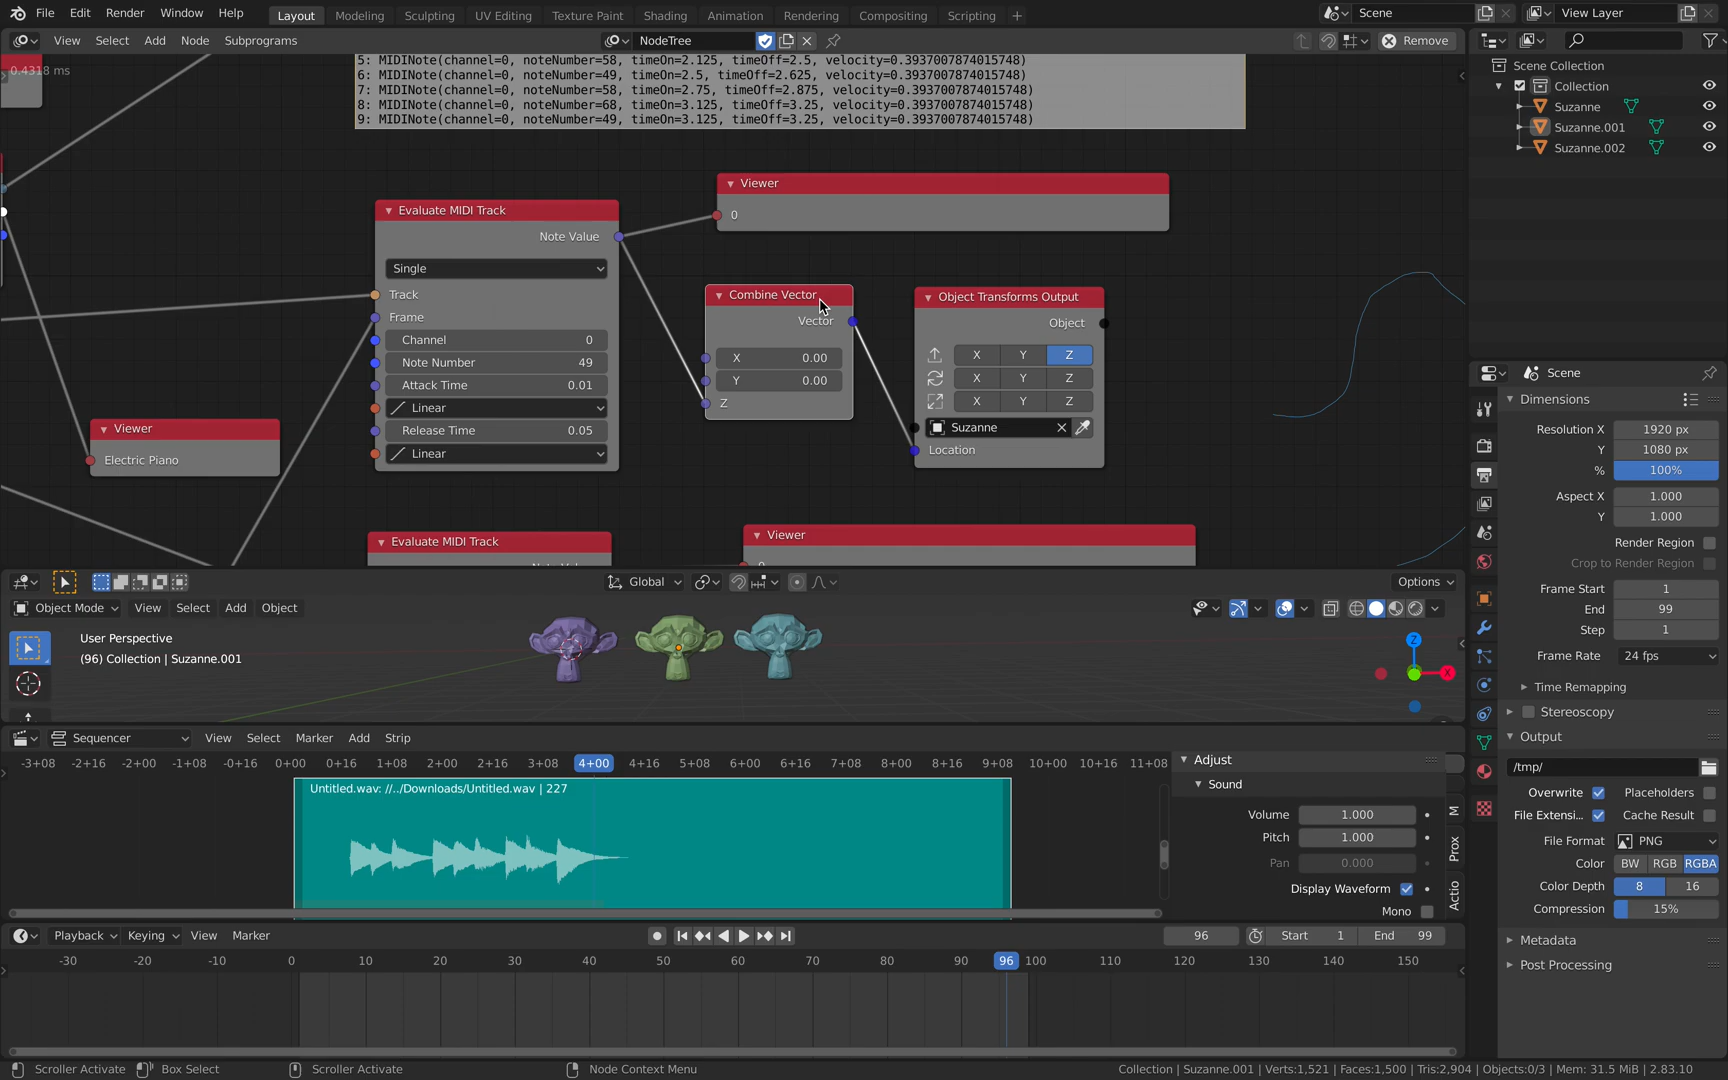 File Edit Render Window Help Layout Modeling Sculpting UV Editing Texture Paint Shading Animation Rendering Compositing Scripting + Scene View Layer
View Select Add Node Subprograms NodeTree Remove
0.4318 ms
5: MIDINote(channel=0, noteNumber=58, timeOn=2.125, timeOff=2.5, velocity=0.3937007874015748)
6: MIDINote(channel=0, noteNumber=49, timeOn=2.5, timeOff=2.625, velocity=0.3937007874015748)
7: MIDINote(channel=0, noteNumber=58, timeOn=2.75, timeOff=2.875, velocity=0.3937007874015748)
8: MIDINote(channel=0, noteNumber=68, timeOn=3.125, timeOff=3.25, velocity=0.3937007874015748)
9: MIDINote(channel=0, noteNumber=49, timeOn=3.125, timeOff=3.25, velocity=0.3937007874015748)
Viewer
0
Evaluate MIDI Track
Note Value
Single
Track
Frame
Channel 0
Note Number 49
Attack Time 0.01
Linear
Release Time 0.05
Linear
Combine Vector
Vector
X 0.00
Y 0.00
Z
Object Transforms Output
Object
X Y Z
X Y Z
X Y Z
Suzanne
Location
Viewer
Electric Piano
Evaluate MIDI Track
Viewer
Scene Collection
Collection
Suzanne
Suzanne.001
Suzanne.002
Scene
Dimensions
Resolution X 1920 px
Y 1080 px
% 100%
Aspect X 1.000
Y 1.000
Render Region
Crop to Render Region
Frame Start 1
End 99
Step 1
Frame Rate 24 fps
Time Remapping
Stereoscopy
Output
/tmp/
Overwrite Placeholders
File Extensi... Cache Result
File Format PNG
Color BW RGB RGBA
Color Depth 8 16
Compression 15%
Metadata
Post Processing
Global Options
Object Mode View Select Add Object
User Perspective
(96) Collection | Suzanne.001
Z
X
Sequencer View Select Marker Add Strip
-3+08 -2+16 -2+00 -1+08 -0+16 0+00 0+16 1+08 2+00 2+16 3+08 4+00 4+16 5+08 6+00 6+16 7+08 8+00 8+16 9+08 10+00 10+16 11+08
Untitled.wav: //../Downloads/Untitled.wav | 227
Adjust
Sound
Volume 1.000
Pitch 1.000
Pan 0.000
Display Waveform
Mono
M
Prox
Actio
Playback Keying View Marker 96 Start 1 End 99
-30 -20 -10 0 10 20 30 40 50 60 70 80 90 96 100 110 120 130 140 150
Scroller Activate Box Select Scroller Activate Node Context Menu Collection | Suzanne.001 | Verts:1,521 | Faces:1,500 | Tris:2,904 | Objects:0/3 | Mem: 31.5 MiB | 2.83.10